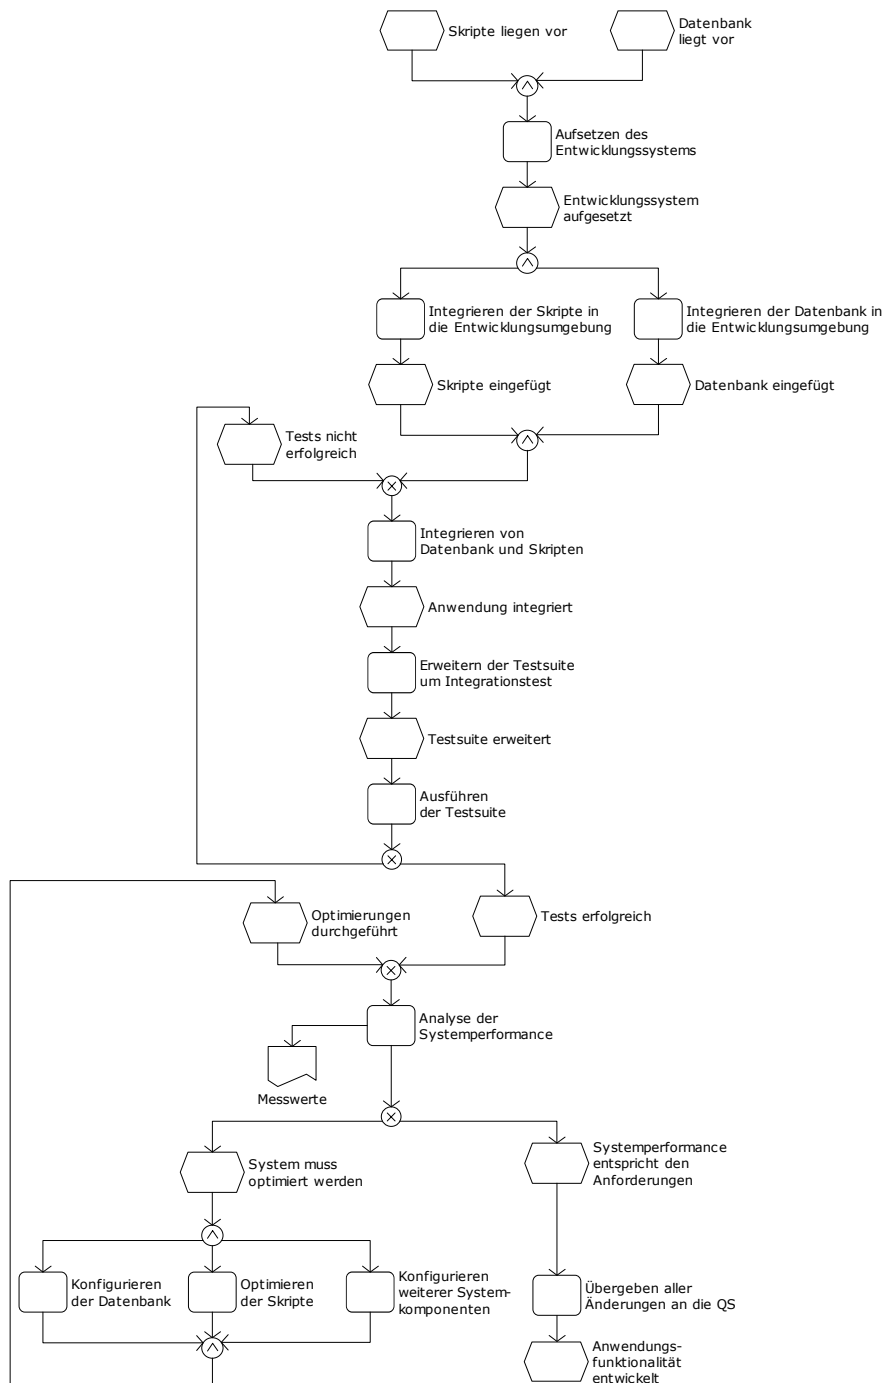 Skripte liegen vor
Datenbank
liegt vor
Aufsetzen des
Entwicklungssystems
Entwicklungssystem
aufgesetzt
Integrieren der Skripte in
die Entwicklungsumgebung
Integrieren der Datenbank in
die Entwicklungsumgebung
Skripte eingefügt
Datenbank eingefügt
Tests nicht
erfolgreich
Integrieren von
Datenbank und Skripten
Anwendung integriert
Erweitern der Testsuite
um Integrationstest
Testsuite erweitert
Ausführen
der Testsuite
Optimierungen
durchgeführt
Tests erfolgreich
Analyse der
Systemperformance
Messwerte
System muss
optimiert werden
Systemperformance
entspricht den
Anforderungen
Konfigurieren
der Datenbank
Optimieren
der Skripte
Konfigurieren
weiterer System-
komponenten
Übergeben aller
Änderungen an die QS
Anwendungs-
funktionalität
entwickelt